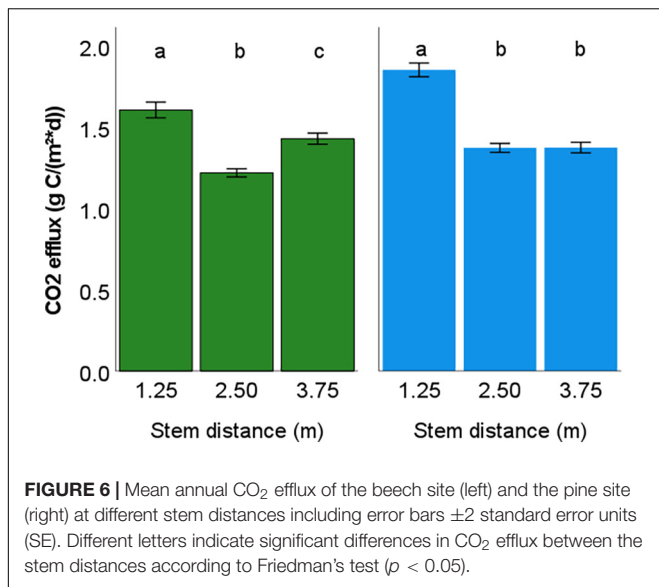 2.0
1.5
1.0
0.5
0.0
CO2 efflux (g C/(m²*d))
a b c
a b b
1.25 2.50 3.75
1.25 2.50 3.75
Stem distance (m)
Stem distance (m)
FIGURE 6 | Mean annual CO₂ efflux of the beech site (left) and the pine site
(right) at different stem distances including error bars ±2 standard error units
(SE). Different letters indicate significant differences in CO₂ efflux between the
stem distances according to Friedman's test (p < 0.05).